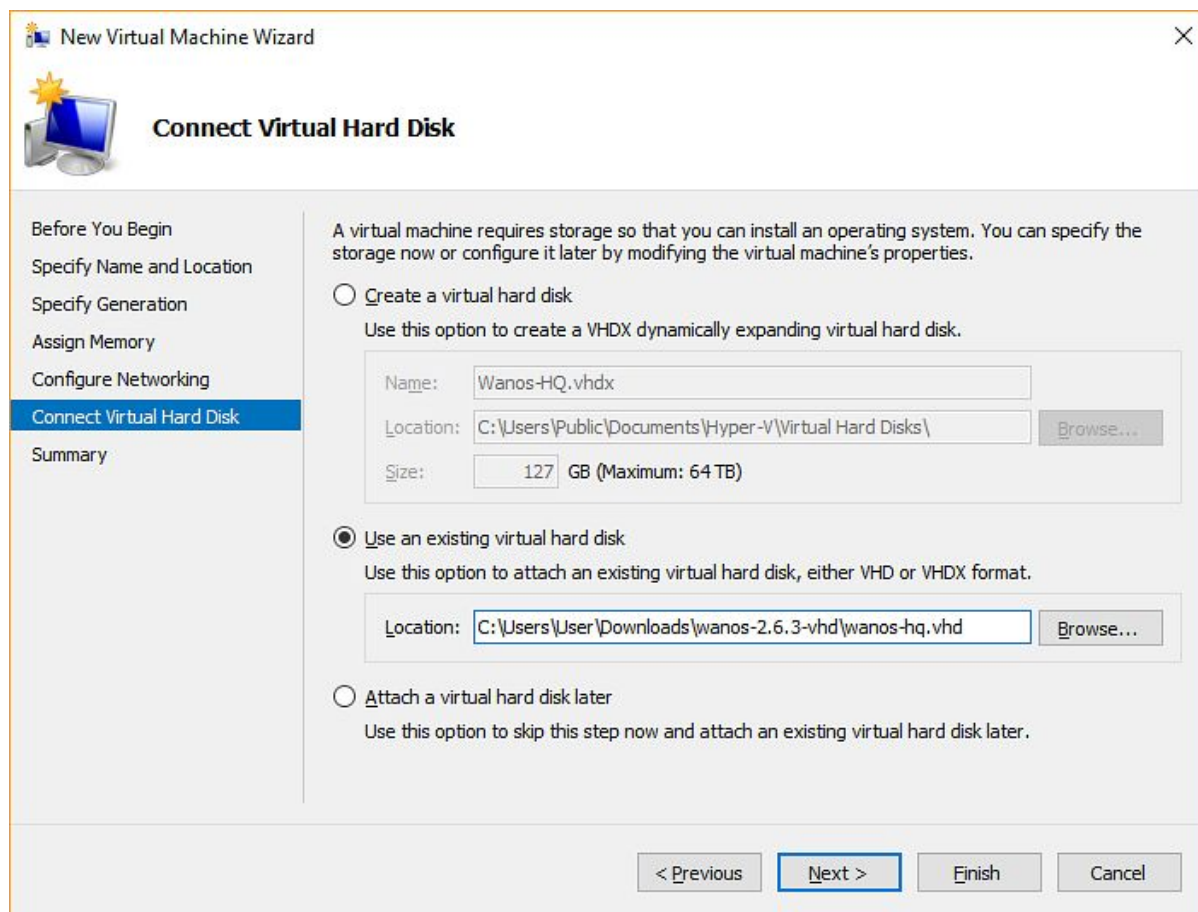 New Virtual Machine Wizard
Connect Virtual Hard Disk
Before You Begin
Specify Name and Location
Specify Generation
Assign Memory
Configure Networking
Connect Virtual Hard Disk
Summary
A virtual machine requires storage so that you can install an operating system. You can specify the
storage now or configure it later by modifying the virtual machine's properties.
Create a virtual hard disk
Use this option to create a VHDX dynamically expanding virtual hard disk.
Name: Wanos-HQ.vhdx
Location: C:\Users\Public\Documents\Hyper-V\Virtual Hard Disks\ Browse...
Size: 127 GB (Maximum: 64 TB)
Use an existing virtual hard disk
Use this option to attach an existing virtual hard disk, either VHD or VHDX format.
Location: C:\Users\User\Downloads\wanos-2.6.3-vhd\wanos-hq.vhd Browse...
Attach a virtual hard disk later
Use this option to skip this step now and attach an existing virtual hard disk later.
< Previous Next > Finish Cancel